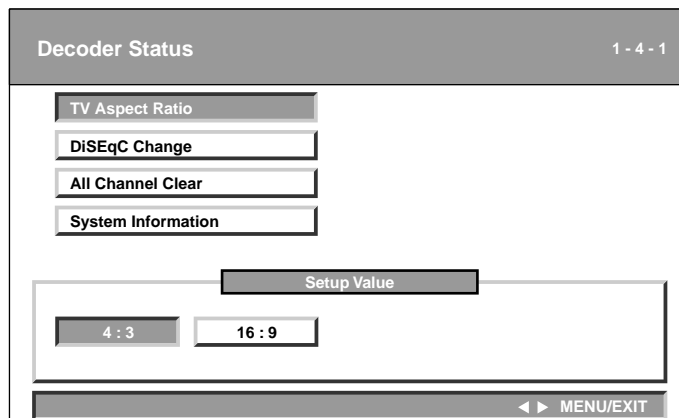 Decoder Status 1 - 4 - 1
TV Aspect Ratio
DiSEqC Change
All Channel Clear
System Information
Setup Value
4 : 3 16 : 9
◀ ▶ MENU/EXIT